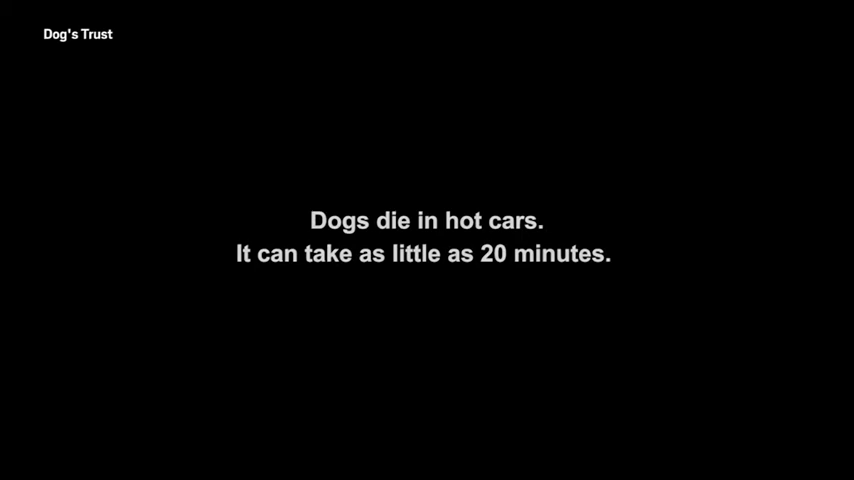 Dog's Trust
Dogs die in hot cars.
It can take as little as 20 minutes.